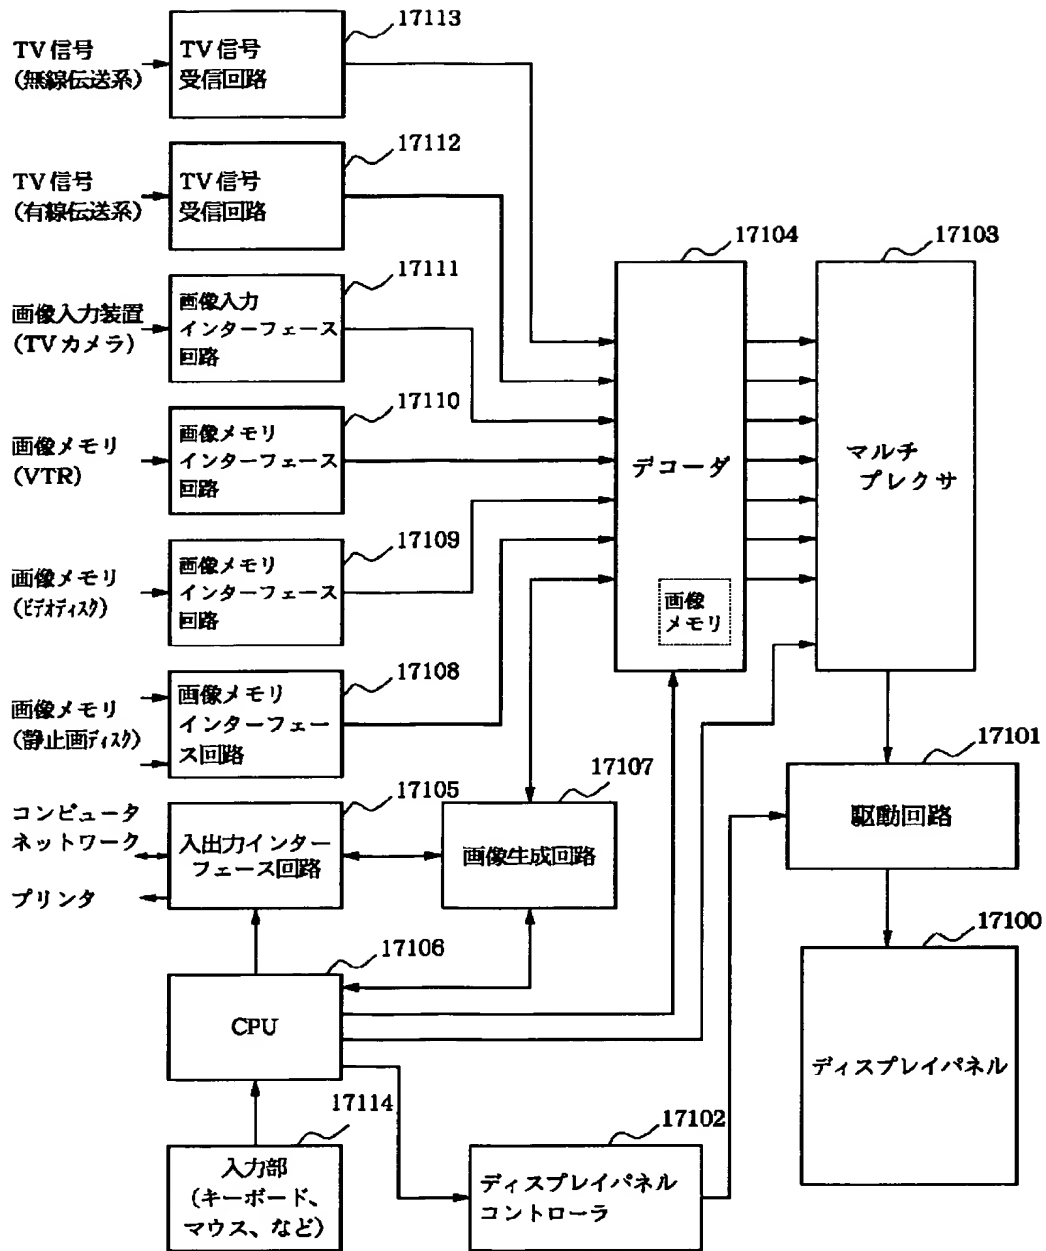 17113
TV 信号
(無線伝送系)
TV 信号
受信回路
17112
TV 信号
(有線伝送系)
TV 信号
受信回路
17111
画像入力装置
(TV カメラ)
画像入力
インターフェース
回路
17110
画像メモリ
(VTR)
画像メモリ
インターフェース
回路
17109
画像メモリ
(ビデオディスク)
画像メモリ
インターフェース
回路
17108
画像メモリ
(静止画ディスク)
画像メモリ
インターフェー
ス回路
17104
デコーダ
画像
メモリ
17103
マルチ
プレクサ
17105
コンピュータ
ネットワーク
プリンタ
入出力インター
フェース回路
17107
画像生成回路
17101
駆動回路
17106
CPU
17100
ディスプレイパネル
17114
入力部
(キーボード、
マウス、など)
17102
ディスプレイパネル
コントローラ